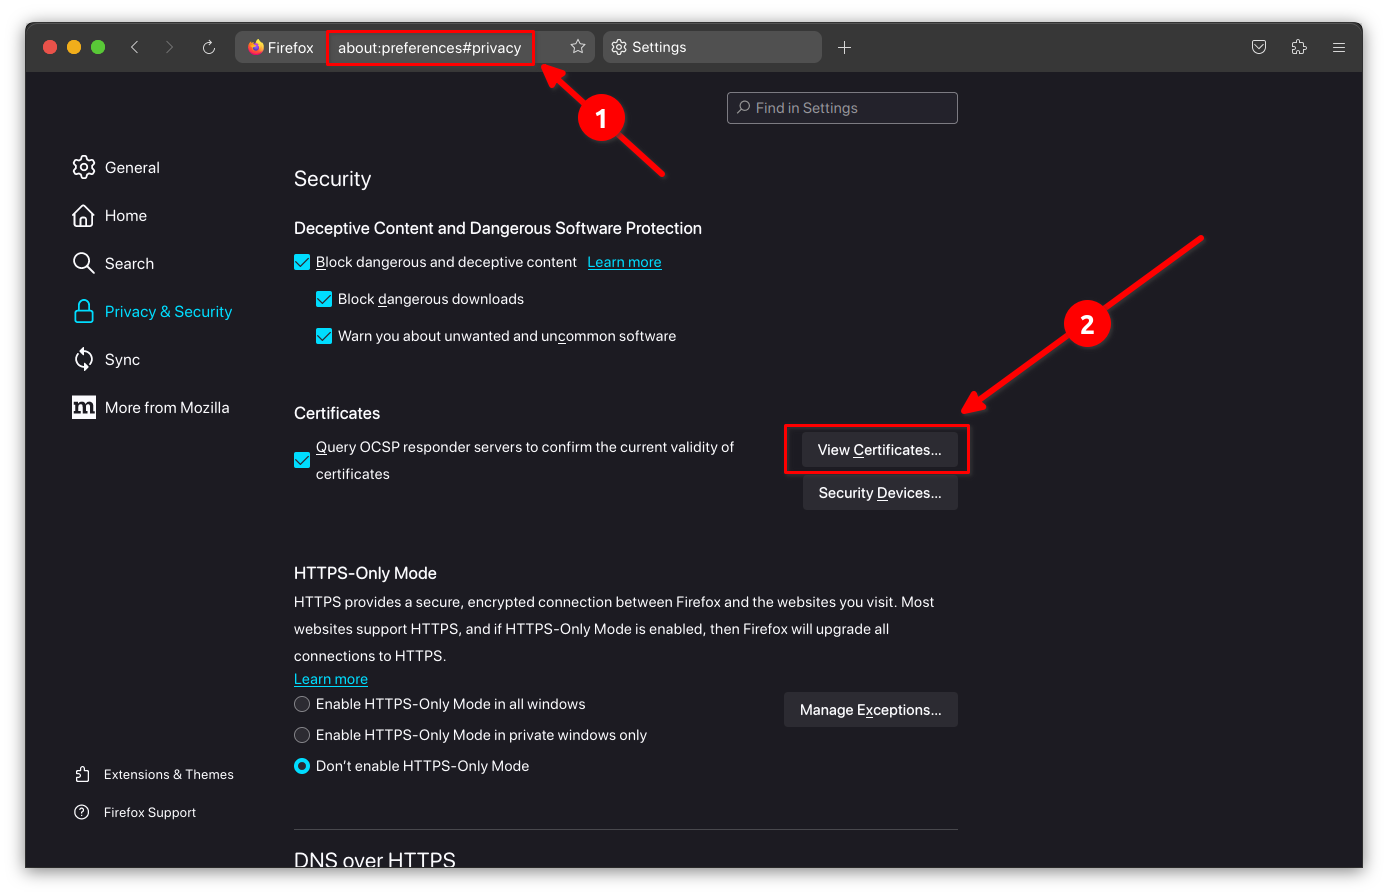 Firefox
about:preferences#privacy
Settings
1
Find in Settings
General
Home
Search
Privacy & Security
Sync
More from Mozilla
Extensions & Themes
Firefox Support
Security
Deceptive Content and Dangerous Software Protection
Block dangerous and deceptive content Learn more
Block dangerous downloads
Warn you about unwanted and uncommon software
2
Certificates
Query OCSP responder servers to confirm the current validity of
certificates
View Certificates...
Security Devices...
HTTPS-Only Mode
HTTPS provides a secure, encrypted connection between Firefox and the websites you visit. Most
websites support HTTPS, and if HTTPS-Only Mode is enabled, then Firefox will upgrade all
connections to HTTPS.
Learn more
Enable HTTPS-Only Mode in all windows
Manage Exceptions...
Enable HTTPS-Only Mode in private windows only
Don't enable HTTPS-Only Mode
DNS over HTTPS